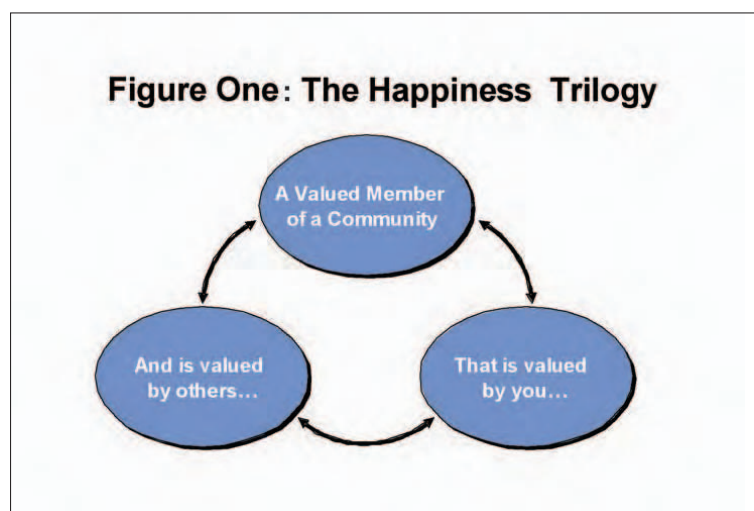 Figure One: The Happiness Trilogy
A Valued Member
of a Community
That is valued
by you...
And is valued
by others...